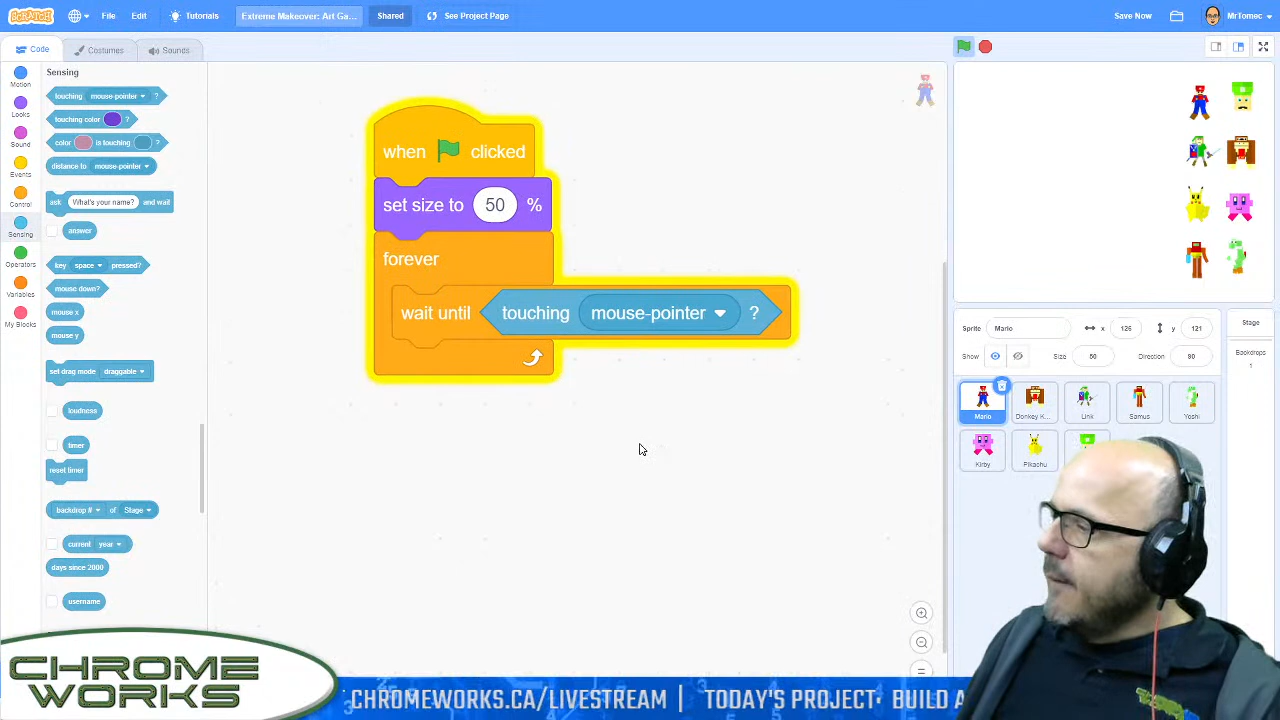 SCRATCH File Edit Tutorials Extreme Makeover: Art Ga... Shared See Project Page Save Now MrTomec
Code Costumes Sounds
Motion
Looks
Sound
Events
Control
Sensing
Operators
Variables
My Blocks
Sensing
touching mouse-pointer ?
touching color ?
color is touching ?
distance to mouse-pointer
ask What's your name? and wait
answer
key space pressed?
mouse down?
mouse x
mouse y
set drag mode draggable
loudness
timer
reset timer
backdrop # of Stage
current year
days since 2000
username
when clicked
set size to 50 %
forever
wait until touching mouse-pointer ?
Sprite Mario x 126 y 121
Show Size 50 Direction 90
Stage
Backdrops
1
Mario Donkey K... Link Samus Yoshi
Kirby Pikachu
CHROME
WORKS
CHROMEWORKS.CA/LIVESTREAM | TODAY'S PROJECT: BUILD A